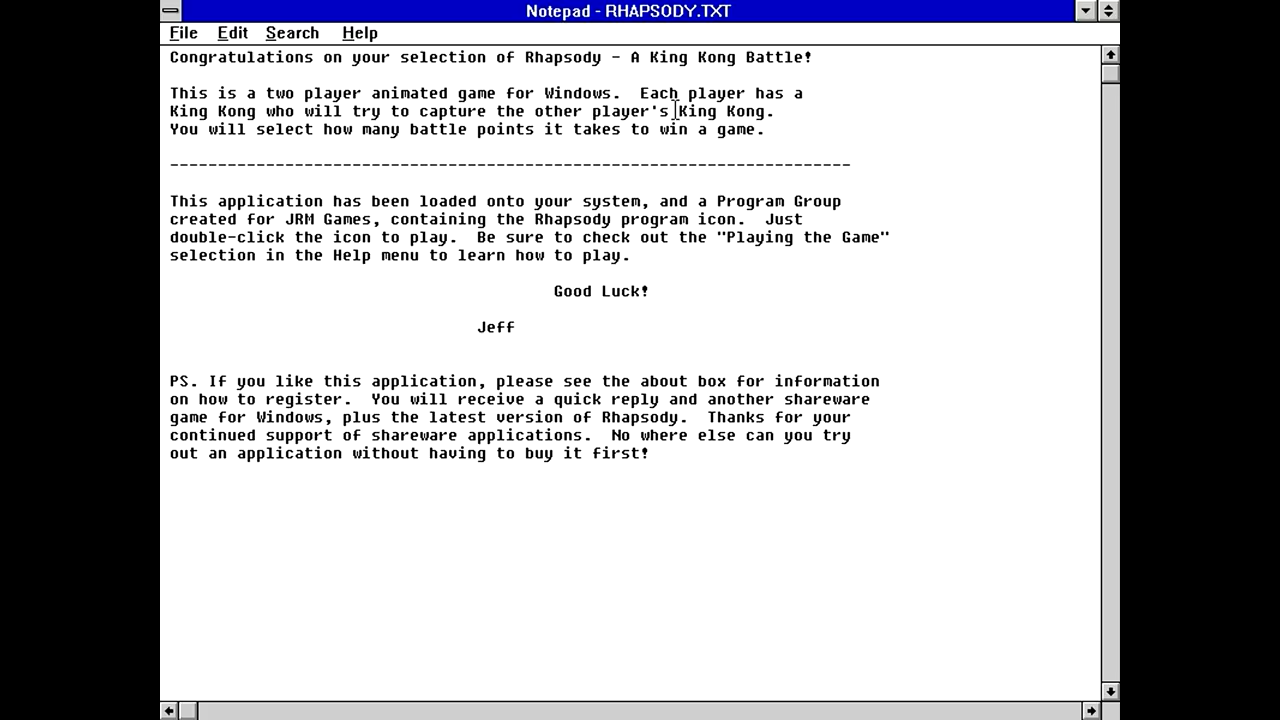 Notepad - RHAPSODY.TXT
File Edit Search Help
Congratulations on your selection of Rhapsody - A King Kong Battle!
This is a two player animated game for Windows.  Each player has a
King Kong who will try to capture the other player's King Kong.
You will select how many battle points it takes to win a game.
-----------------------------------------------------------------------
This application has been loaded onto your system, and a Program Group
created for JRM Games, containing the Rhapsody program icon.  Just
double-click the icon to play.  Be sure to check out the "Playing the Game"
selection in the Help menu to learn how to play.
Good Luck!
Jeff
PS. If you like this application, please see the about box for information
on how to register.  You will receive a quick reply and another shareware
game for Windows, plus the latest version of Rhapsody.  Thanks for your
continued support of shareware applications.  No where else can you try
out an application without having to buy it first!